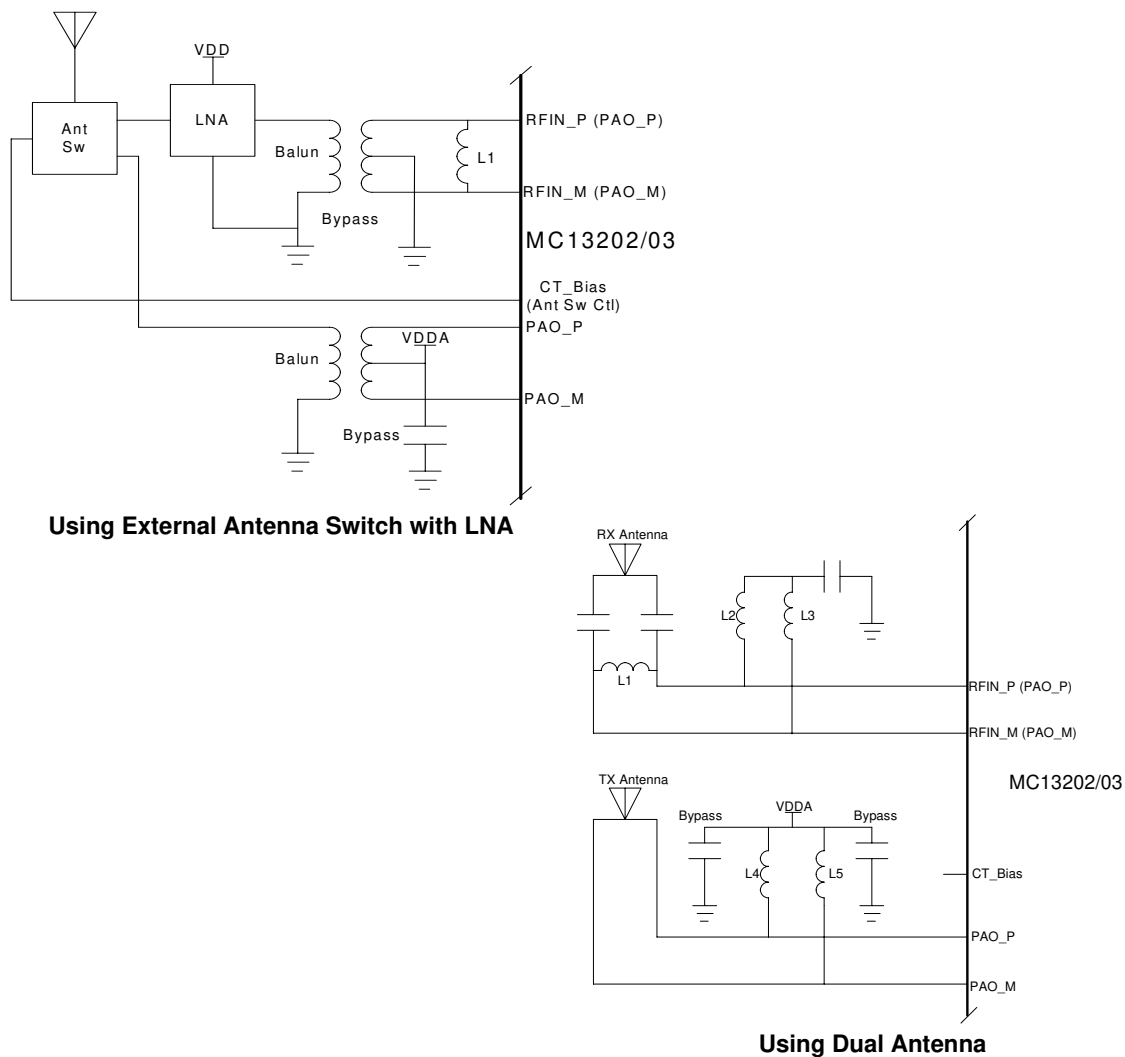 VDD
Ant
Sw
LNA
Balun
L1
RFIN_P (PAO_P)
RFIN_M (PAO_M)
Bypass
MC13202/03
CT_Bias
(Ant Sw Ctl)
PAO_P
VDDA
Balun
PAO_M
Bypass
Using External Antenna Switch with LNA
RX Antenna
L2
L3
L1
RFIN_P (PAO_P)
RFIN_M (PAO_M)
MC13202/03
TX Antenna
Bypass
VDDA
Bypass
L4
L5
CT_Bias
PAO_P
PAO_M
Using Dual Antenna